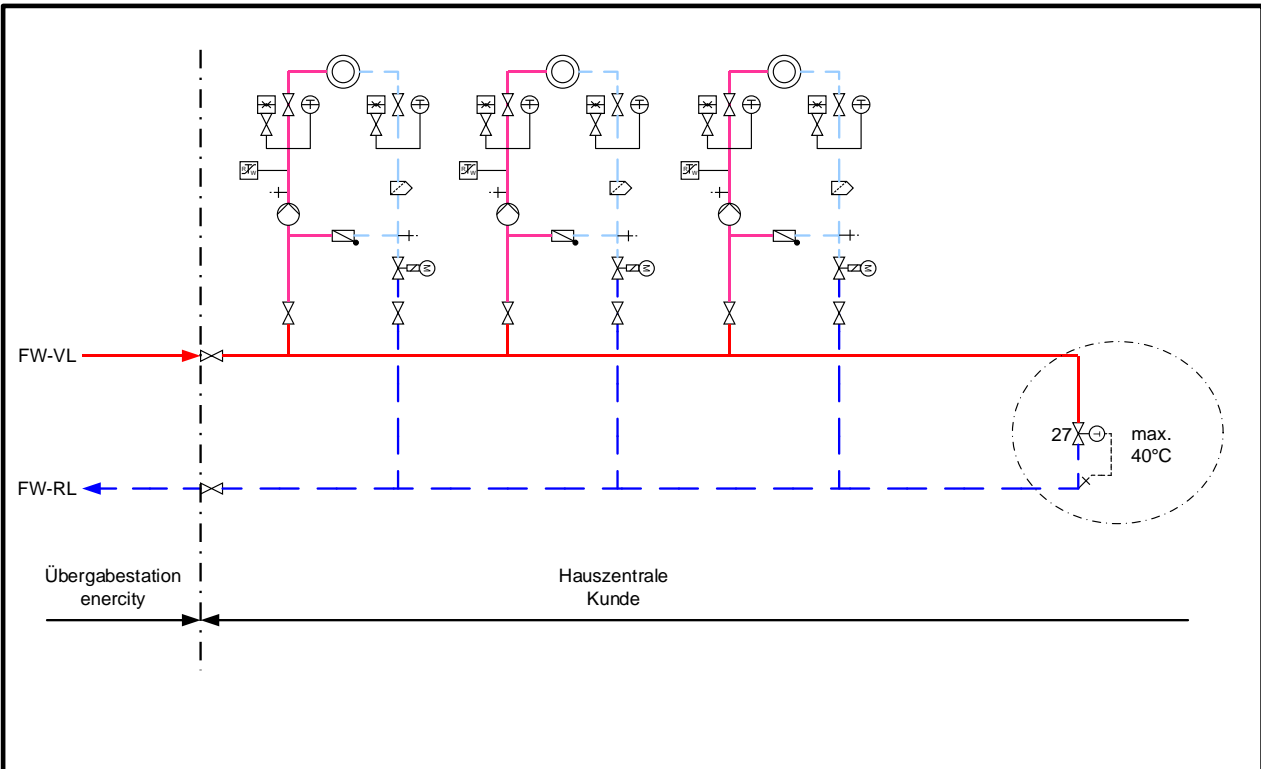 FW-VL
27
max.
40°C
FW-RL
Übergabestation
enercity
Hauszentrale
Kunde